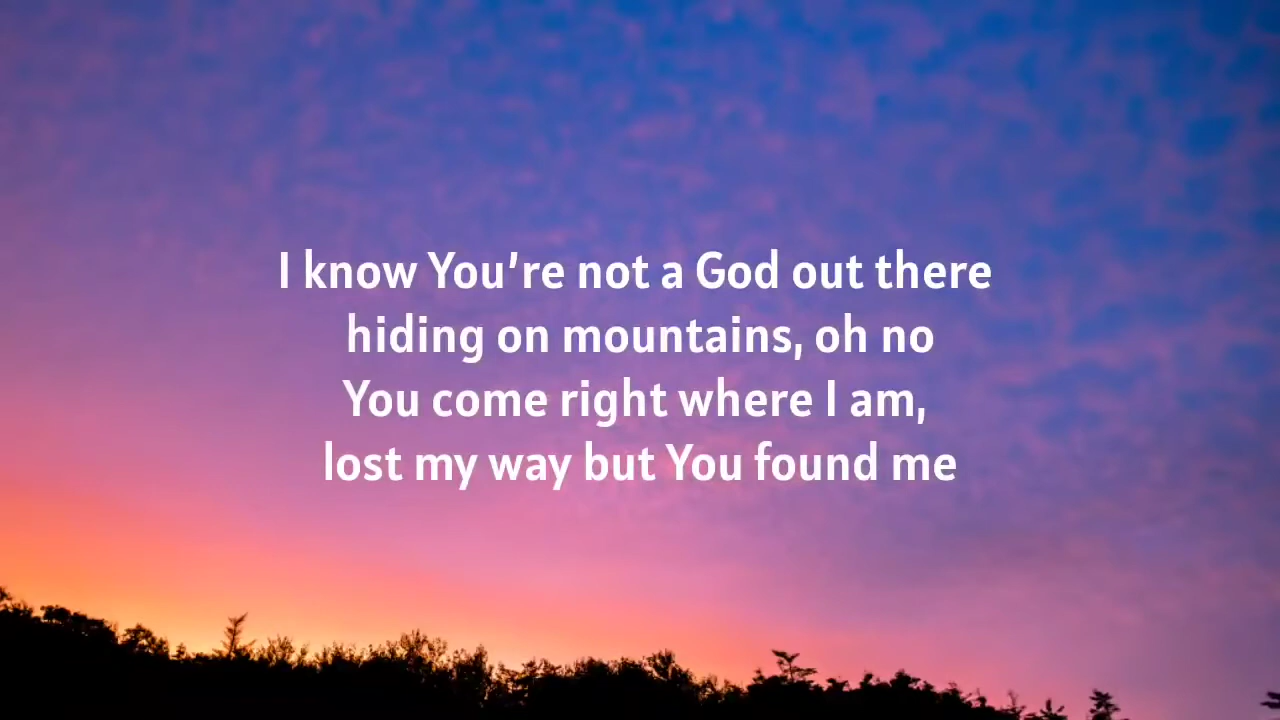 I know You're not a God out there
hiding on mountains, oh no
You come right where I am,
lost my way but You found me